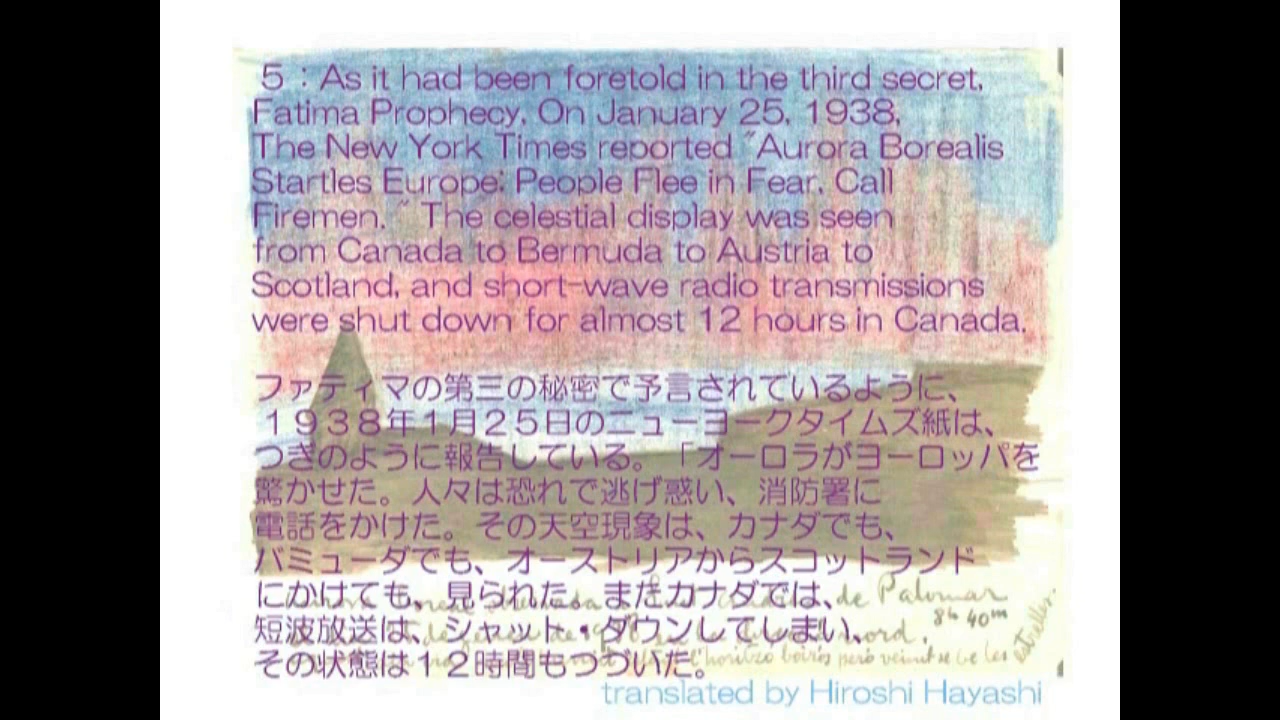 5：As it had been foretold in the third secret,
Fatima Prophecy, On January 25, 1938,
The New York Times reported "Aurora Borealis
Startles Europe; People Flee in Fear, Call
Firemen. " The celestial display was seen
from Canada to Bermuda to Austria to
Scotland, and short-wave radio transmissions
were shut down for almost 12 hours in Canada.
ファティマの第三の秘密で予言されているように、
１９３８年１月２５日のニューヨークタイムズ紙は、
つぎのように報告している。「オーロラがヨーロッパを
驚かせた。人々は恐れで逃げ惑い、消防署に
電話をかけた。その天空現象は、カナダでも、
バミューダでも、オーストリアからスコットランド
にかけても、見られた。またカナダでは、
de Palomar
短波放送は、シャット・ダウンしてしまい、
8h 40m
その状態は１２時間もつづいた。
l'horitzó
translated by Hiroshi Hayashi